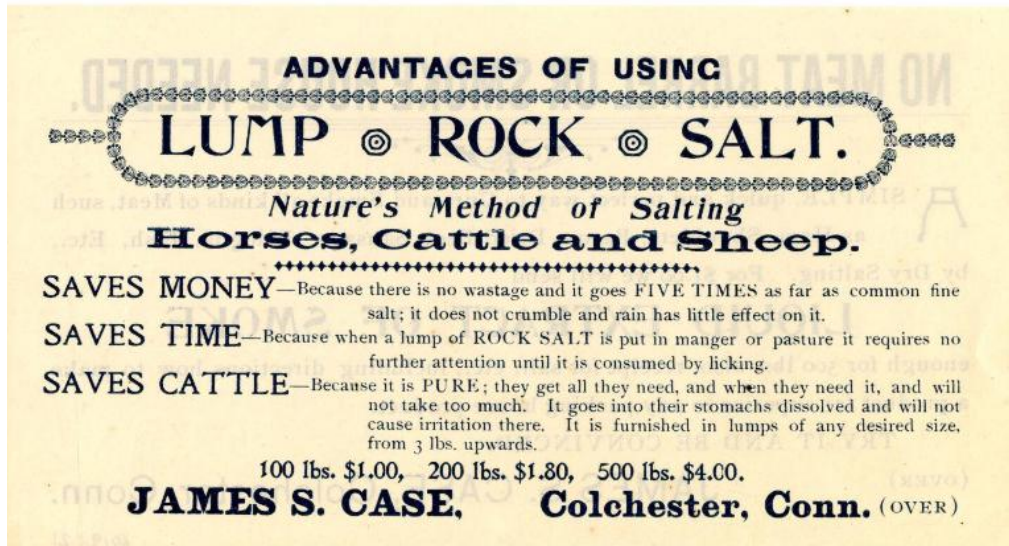 ADVANTAGES OF USING
LUMP ROCK SALT.
Nature's Method of Salting
Horses, Cattle and Sheep.
SAVES MONEY—Because there is no wastage and it goes FIVE TIMES as far as common fine
salt; it does not crumble and rain has little effect on it.
SAVES TIME—Because when a lump of ROCK SALT is put in manger or pasture it requires no
further attention until it is consumed by licking.
SAVES CATTLE—Because it is PURE; they get all they need, and when they need it, and will
not take too much. It goes into their stomachs dissolved and will not
cause irritation there. It is furnished in lumps of any desired size,
from 3 lbs. upwards.
100 lbs. $1.00, 200 lbs. $1.80, 500 lbs. $4.00.
JAMES S. CASE, Colchester, Conn. (OVER)